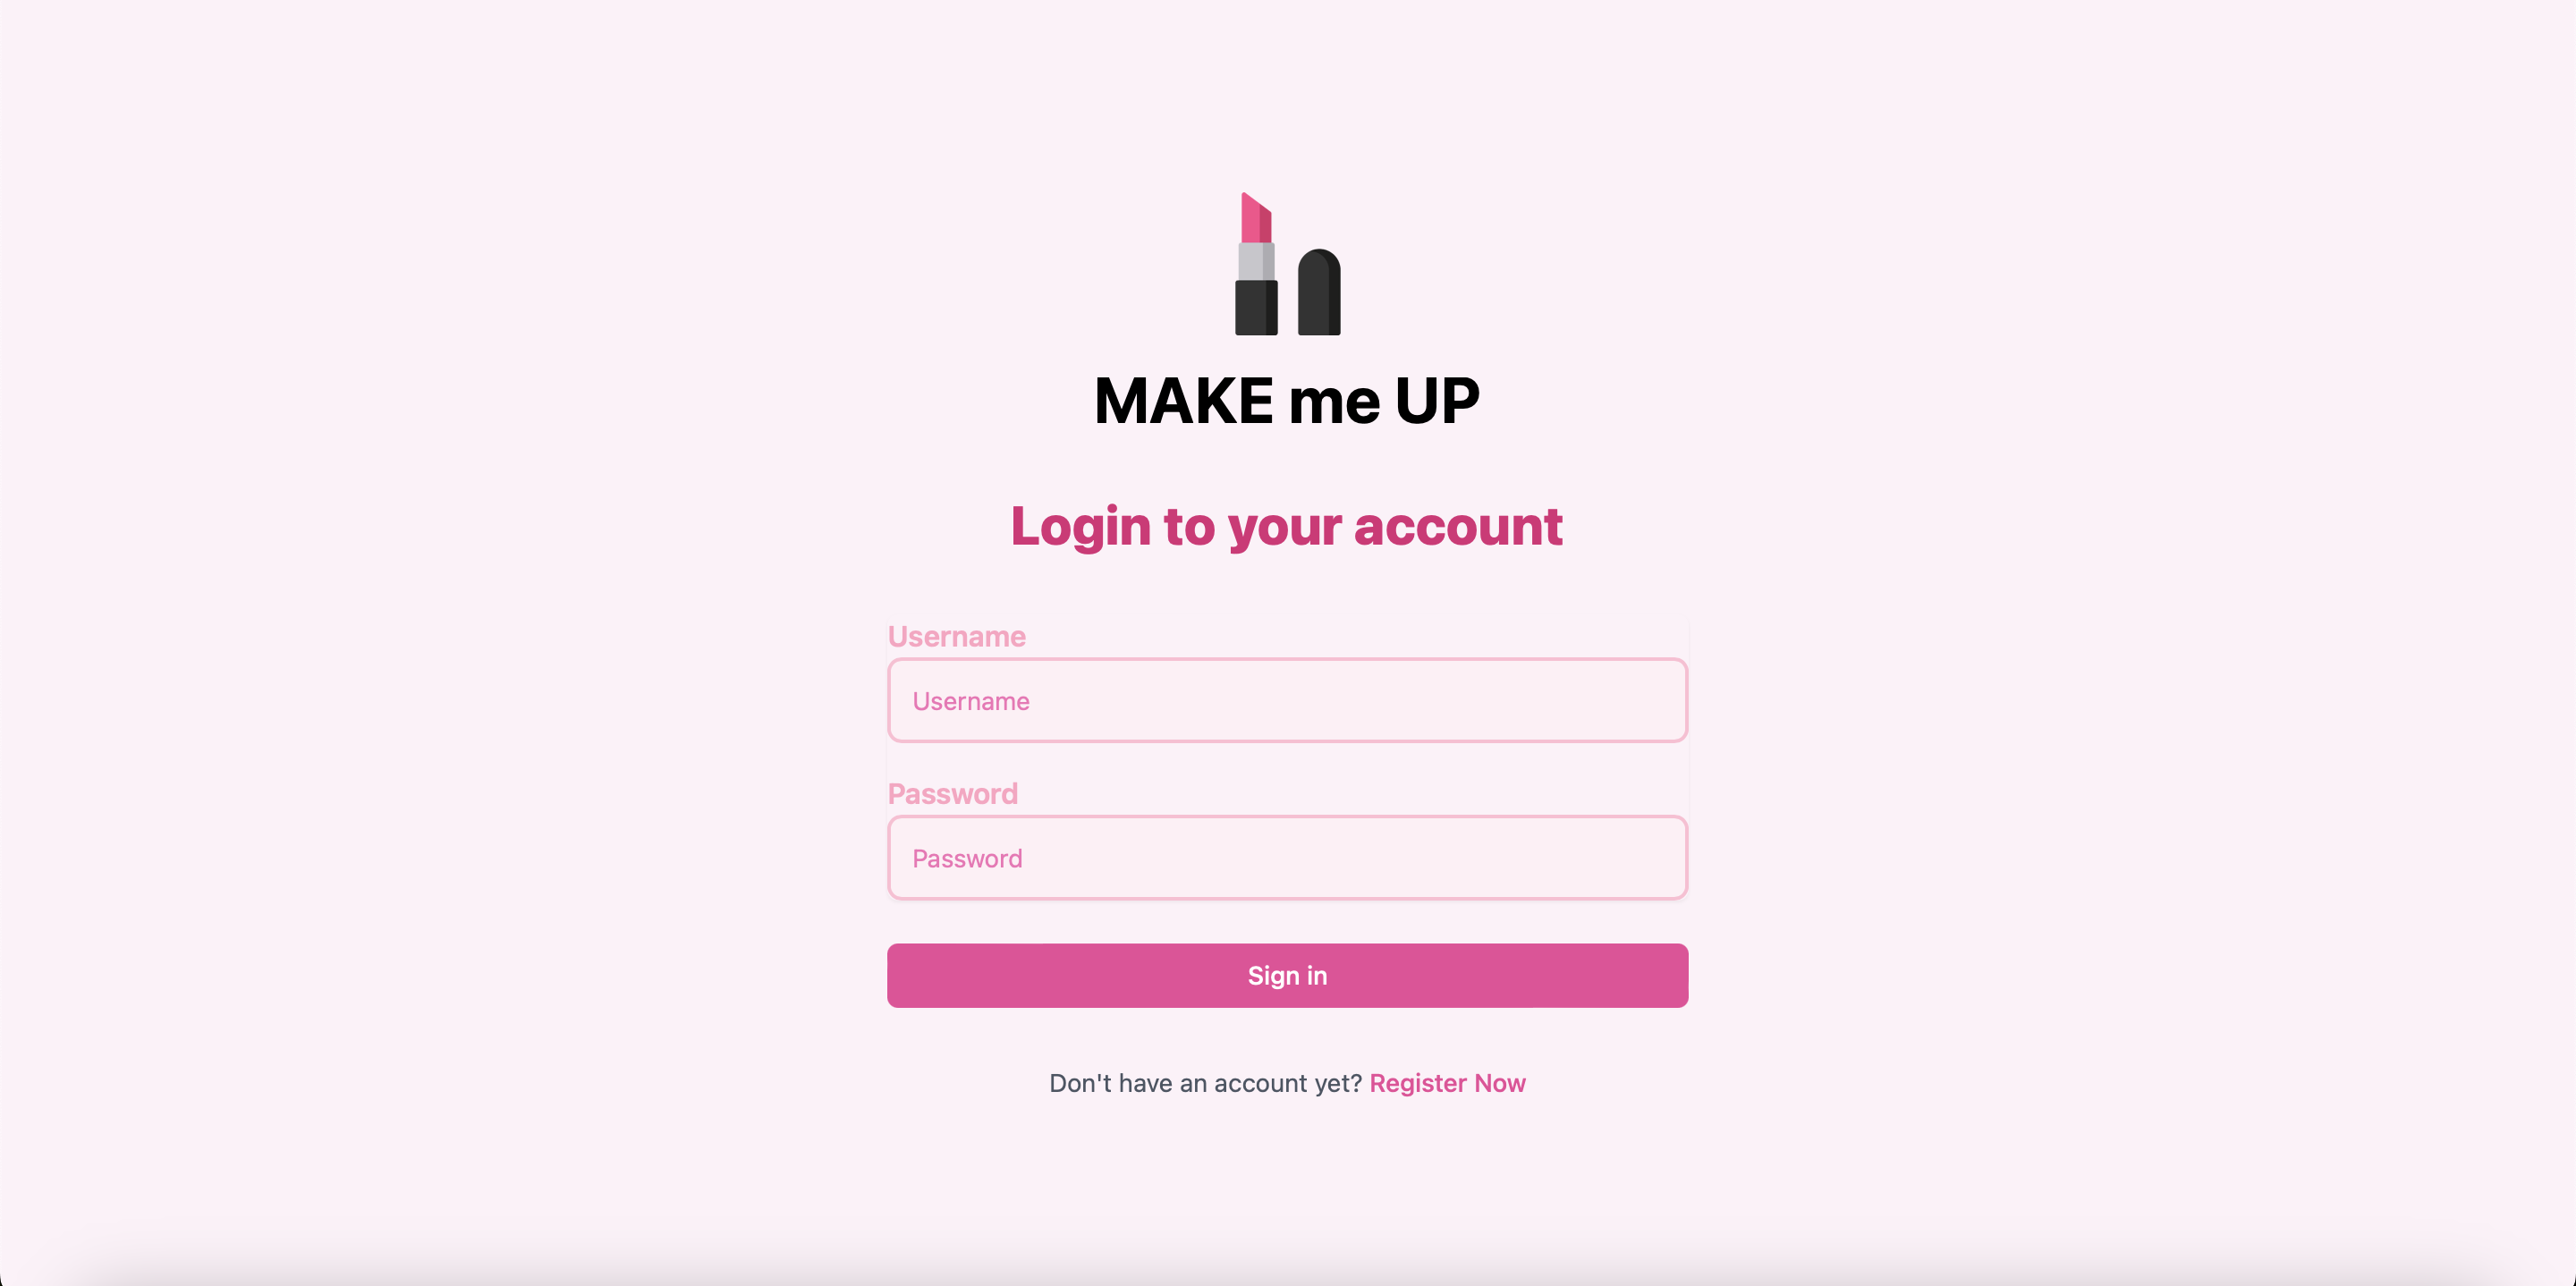 MAKE me UP
Login to your account
Username
Username
Password
Password
Sign in
Don't have an account yet? Register Now